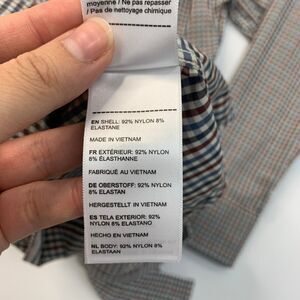 moyenne / Ne pas repasser
/ Pas de nettoyage chimique
EN SHELL: 92% NYLON 8%
ELASTANE
MADE IN VIETNAM
FR EXTÉRIEUR: 92% NYLON
8% ÉLASTHANNE
FABRIQUÉ AU VIETNAM
DE OBERSTOFF: 92% NYLON
8% ELASTAN
HERGESTELLT IN VIETNAM
ES TELA EXTERIOR: 92%
NYLON 8% ELASTANO
HECHO EN VIETNAM
NL BODY: 92% NYLON 8%
ELASTAAN